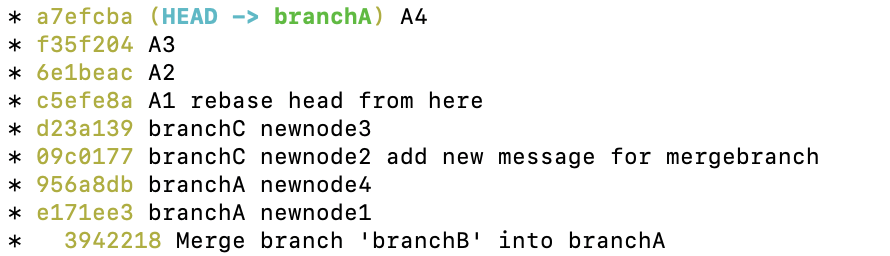 * a7efcba (HEAD -> branchA) A4
* f35f204 A3
* 6e1beac A2
* c5efe8a A1 rebase head from here
* d23a139 branchC newnode3
* 09c0177 branchC newnode2 add new message for mergebranch
* 956a8db branchA newnode4
* e171ee3 branchA newnode1
*   3942218 Merge branch 'branchB' into branchA